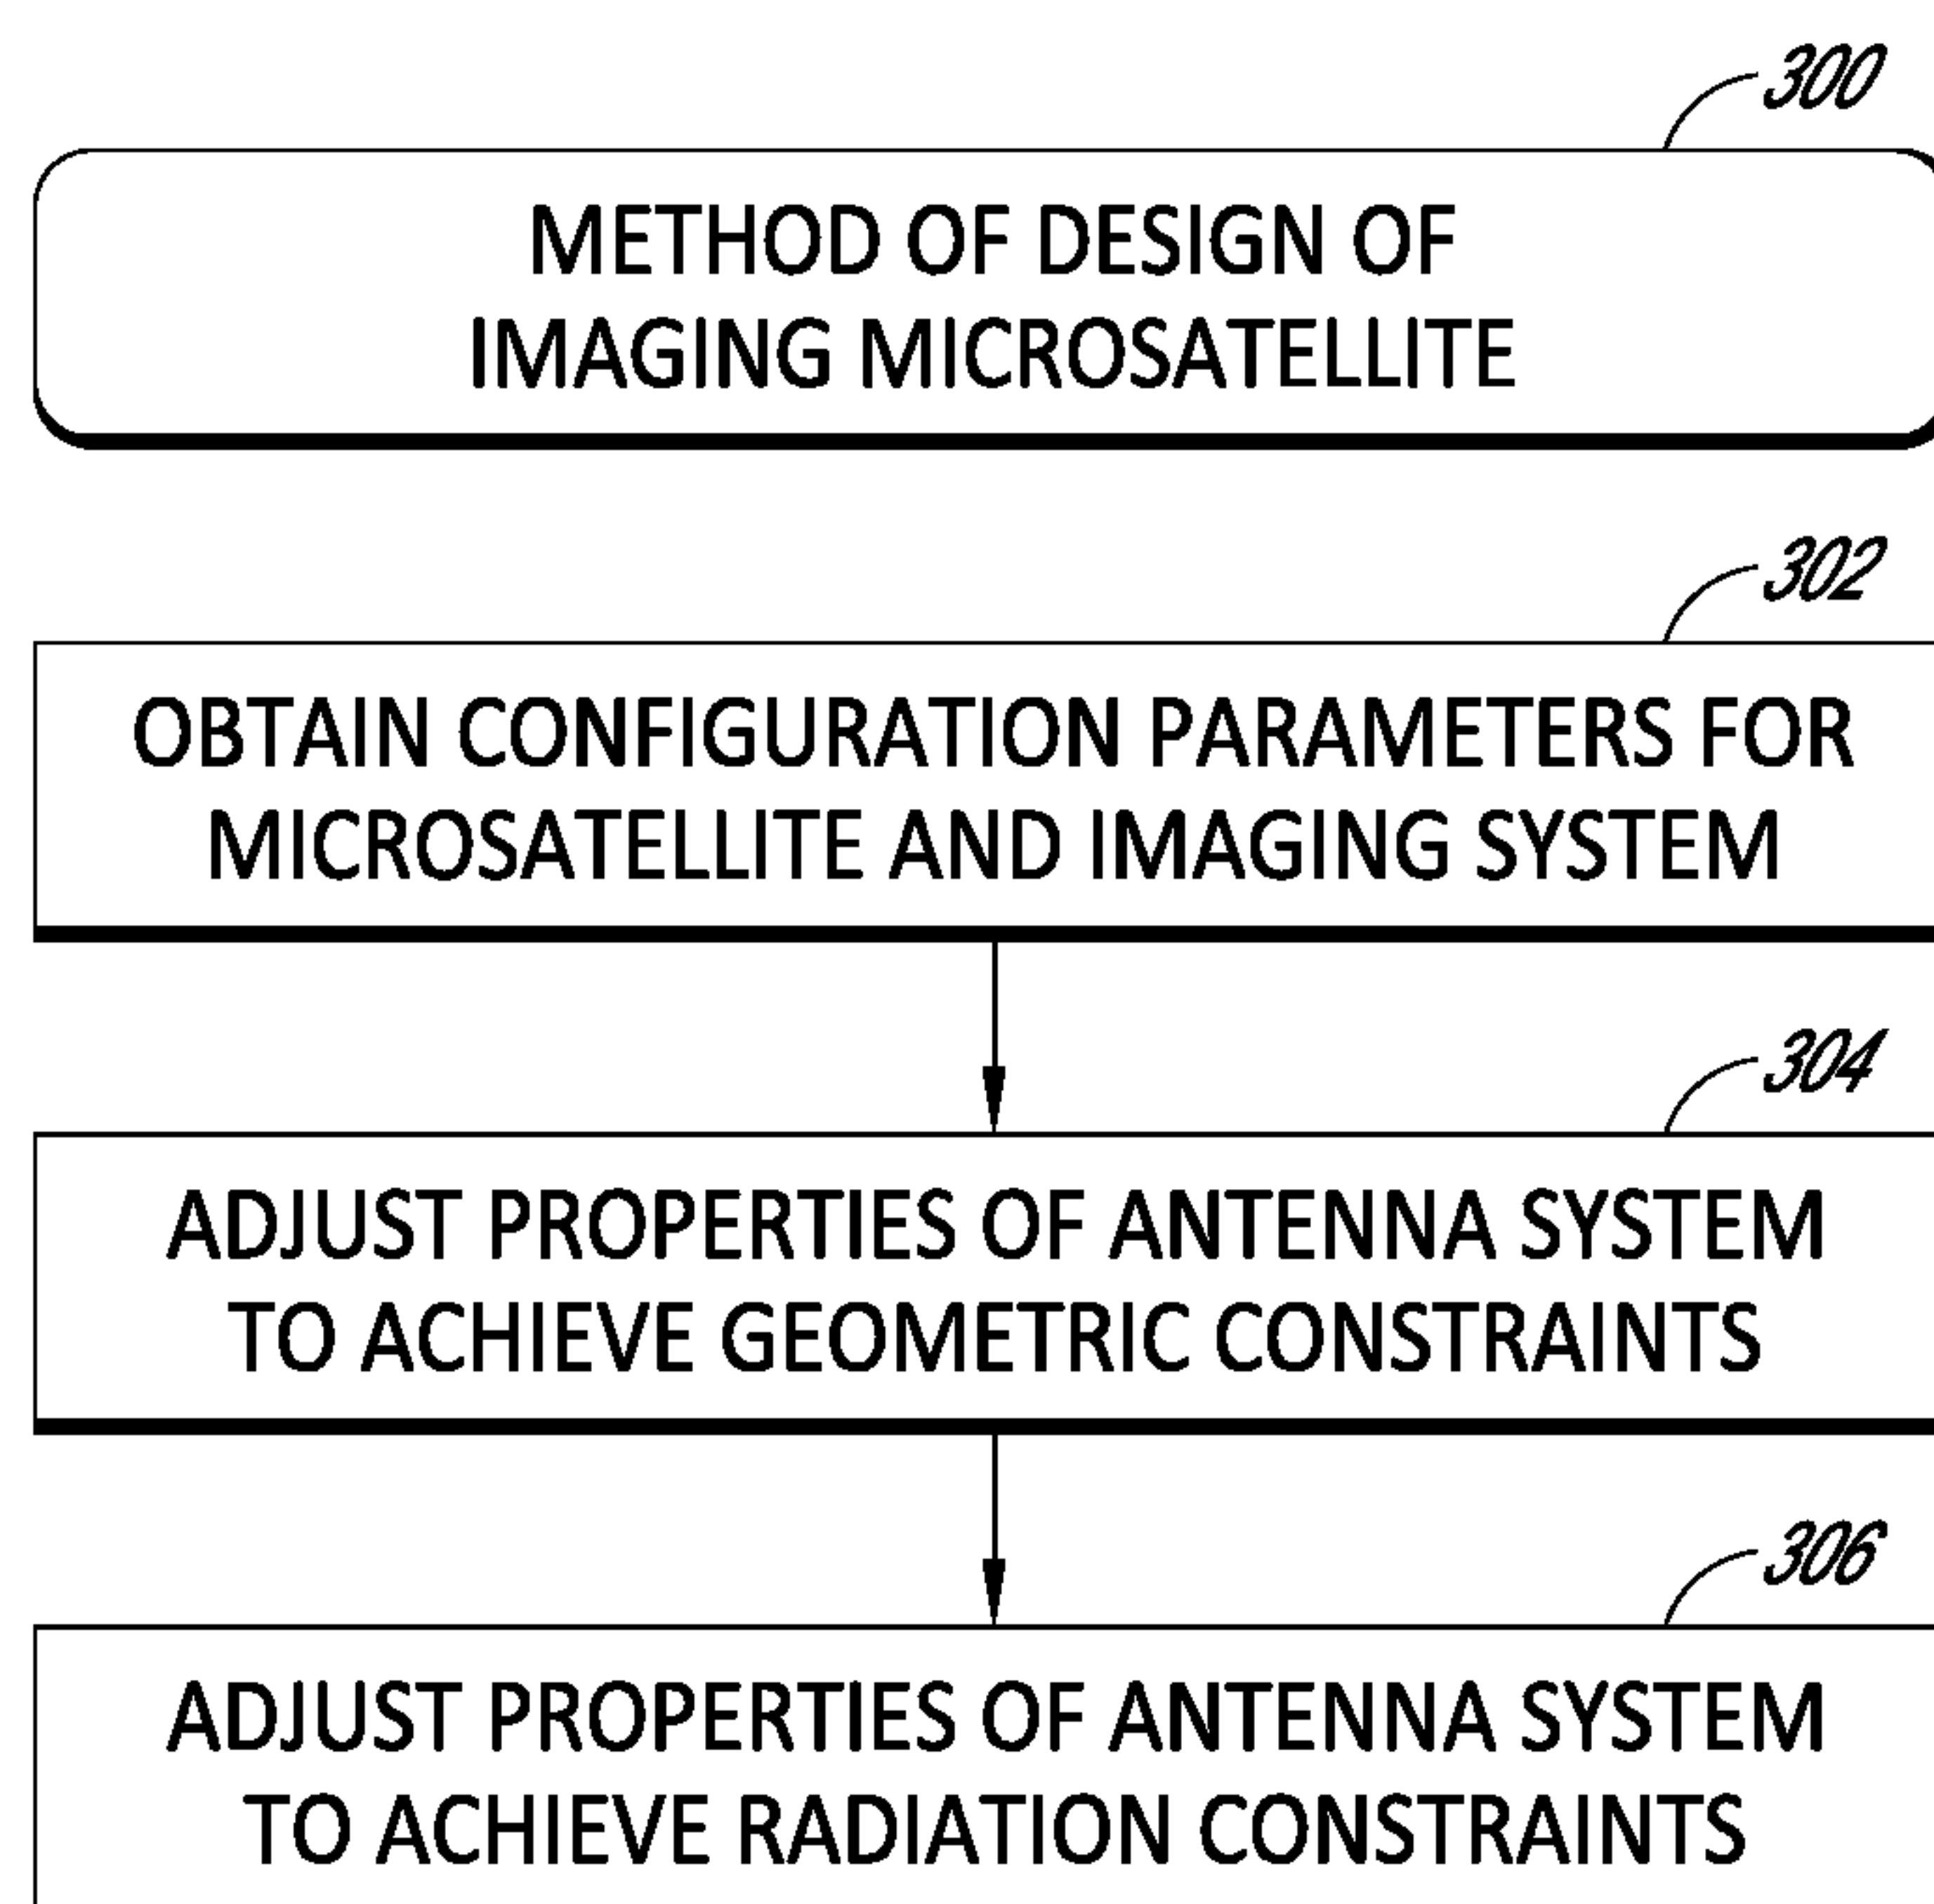 300
METHOD OF DESIGN OF
IMAGING MICROSATELLITE
302
OBTAIN CONFIGURATION PARAMETERS FOR
MICROSATELLITE AND IMAGING SYSTEM
304
ADJUST PROPERTIES OF ANTENNA SYSTEM
TO ACHIEVE GEOMETRIC CONSTRAINTS
306
ADJUST PROPERTIES OF ANTENNA SYSTEM
TO ACHIEVE RADIATION CONSTRAINTS